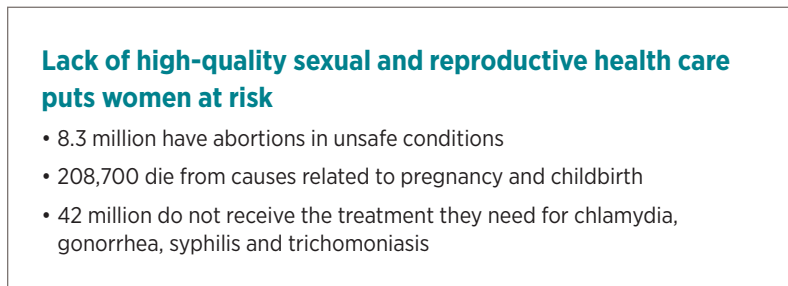 Lack of high-quality sexual and reproductive health care
puts women at risk
• 8.3 million have abortions in unsafe conditions
• 208,700 die from causes related to pregnancy and childbirth
• 42 million do not receive the treatment they need for chlamydia,
gonorrhea, syphilis and trichomoniasis